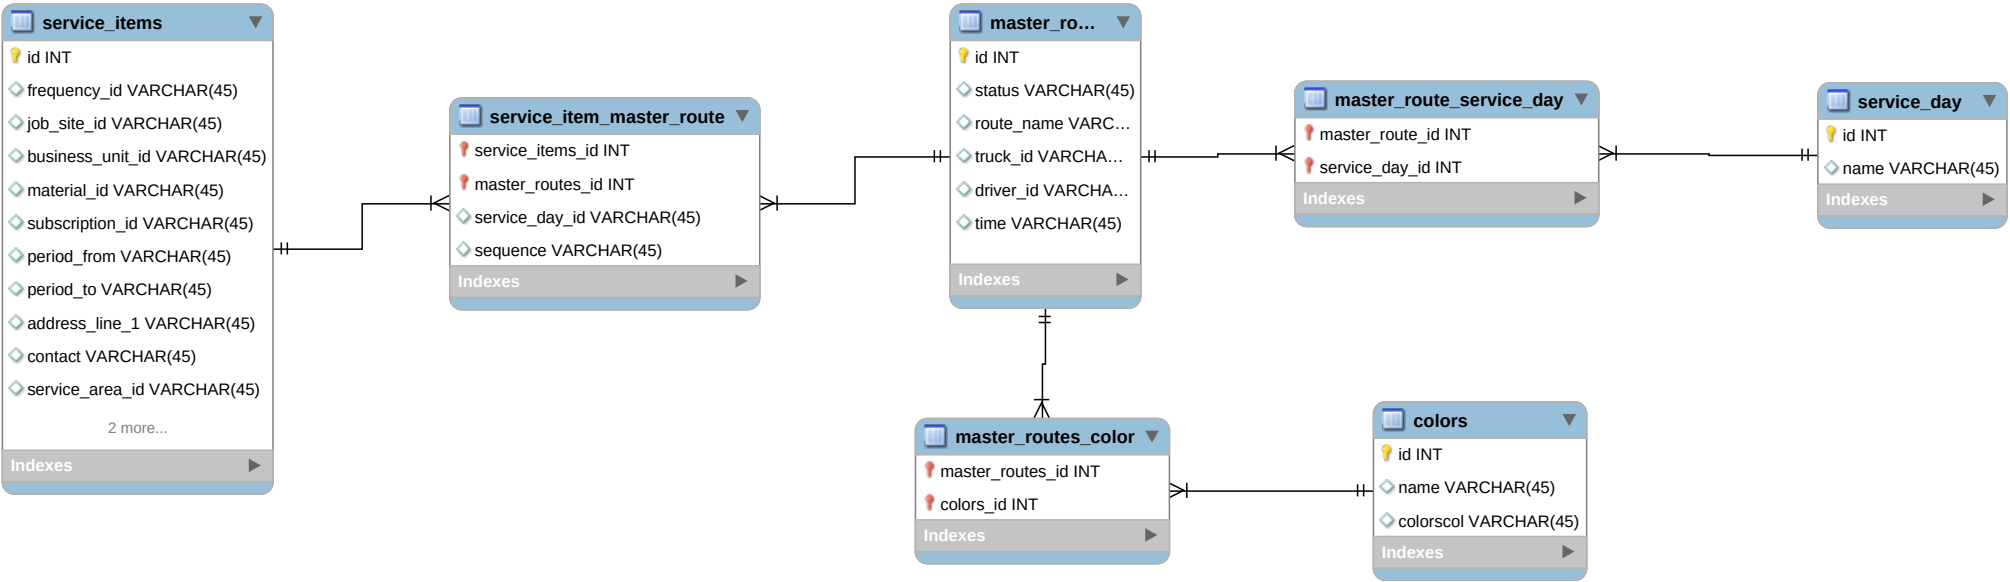 service_items
id INT
frequency_id VARCHAR(45)
job_site_id VARCHAR(45)
business_unit_id VARCHAR(45)
material_id VARCHAR(45)
subscription_id VARCHAR(45)
period_from VARCHAR(45)
period_to VARCHAR(45)
address_line_1 VARCHAR(45)
contact VARCHAR(45)
service_area_id VARCHAR(45)
2 more...
Indexes
service_item_master_route
service_items_id INT
master_routes_id INT
service_day_id VARCHAR(45)
sequence VARCHAR(45)
Indexes
master_ro...
id INT
status VARCHAR(45)
route_name VARC...
truck_id VARCHA...
driver_id VARCHA...
time VARCHAR(45)
Indexes
master_route_service_day
master_route_id INT
service_day_id INT
Indexes
service_day
id INT
name VARCHAR(45)
Indexes
master_routes_color
master_routes_id INT
colors_id INT
Indexes
colors
id INT
name VARCHAR(45)
colorscol VARCHAR(45)
Indexes